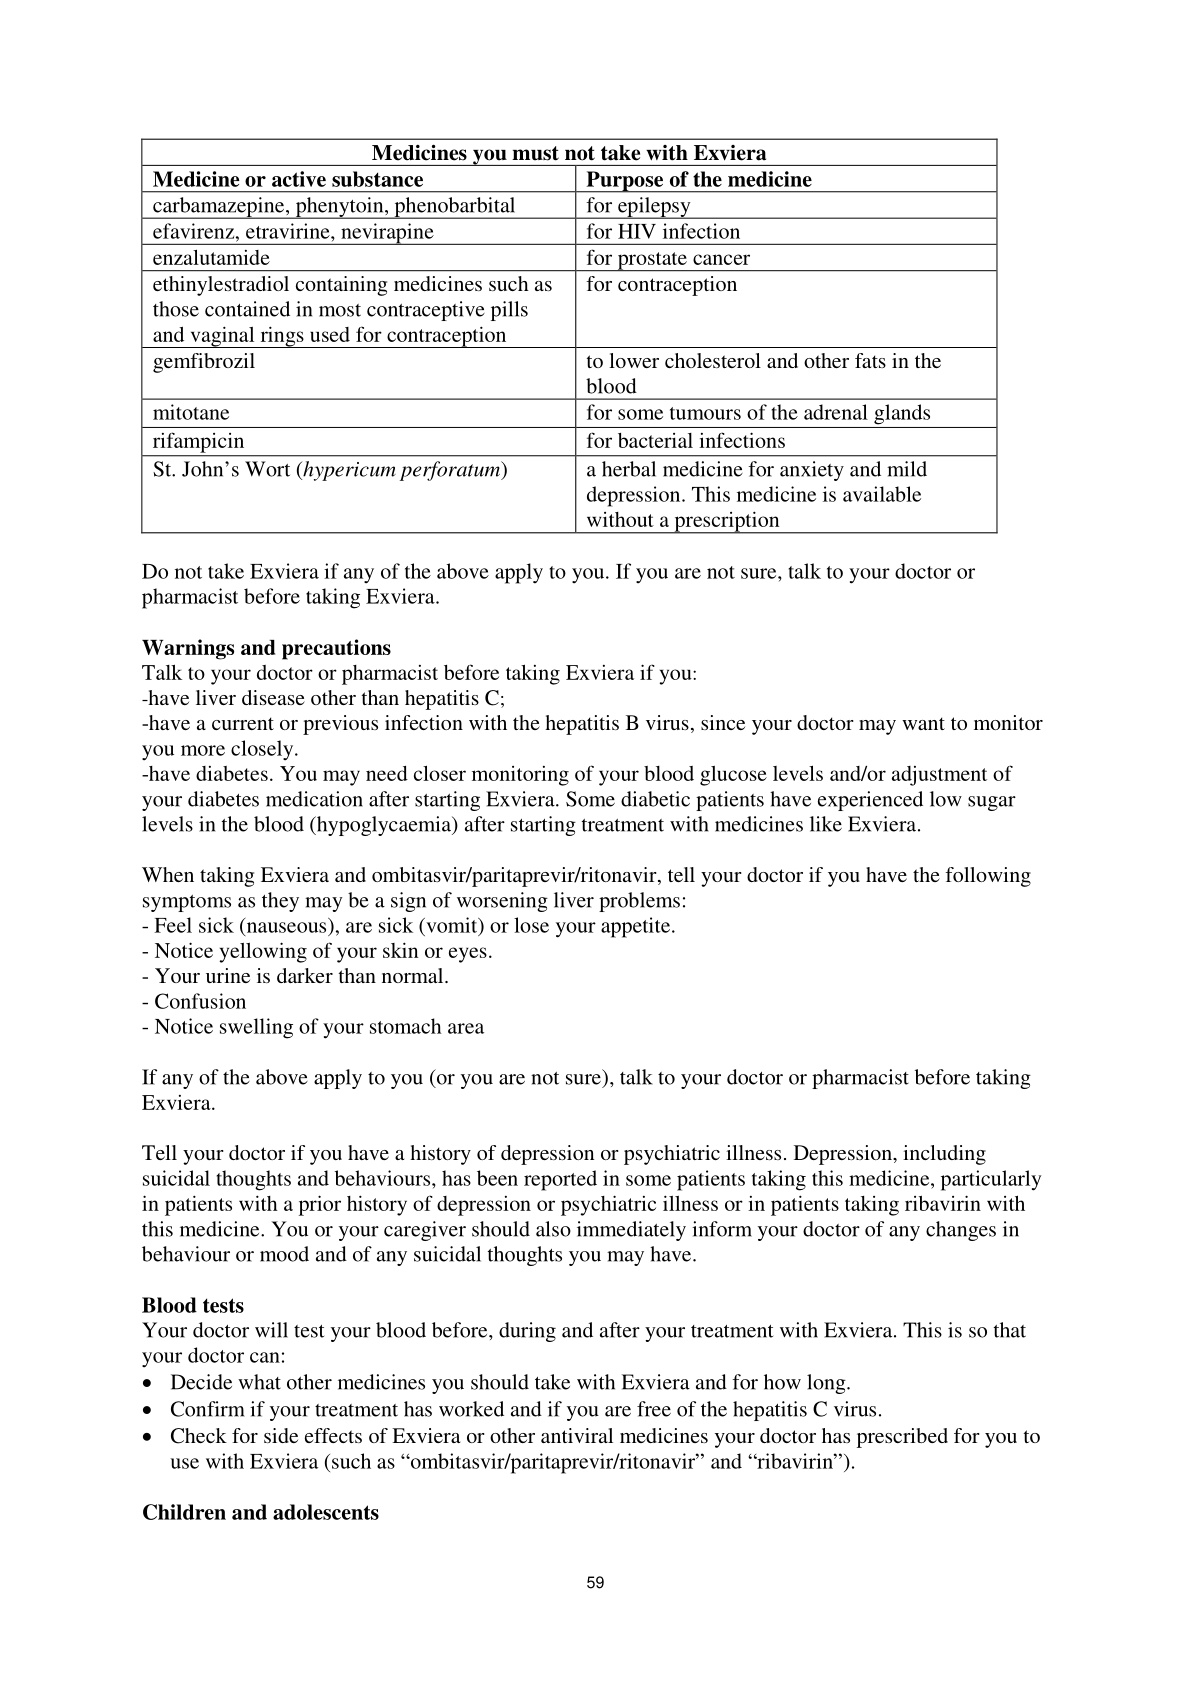 Medicines you must not take with Exviera
Medicine or active substance
Purpose of the medicine
carbamazepine, phenytoin, phenobarbital
for epilepsy
efavirenz, etravirine, nevirapine
for HIV infection
enzalutamide
for prostate cancer
ethinylestradiol containing medicines such as
those contained in most contraceptive pills
and vaginal rings used for contraception
for contraception
gemfibrozil
to lower cholesterol and other fats in the
blood
mitotane
for some tumours of the adrenal glands
rifampicin
for bacterial infections
St. John’s Wort (hypericum perforatum)
a herbal medicine for anxiety and mild
depression. This medicine is available
without a prescription
Do not take Exviera if any of the above apply to you. If you are not sure, talk to your doctor or
pharmacist before taking Exviera.
Warnings and precautions
Talk to your doctor or pharmacist before taking Exviera if you:
-have liver disease other than hepatitis C;
-have a current or previous infection with the hepatitis B virus, since your doctor may want to monitor
you more closely.
-have diabetes. You may need closer monitoring of your blood glucose levels and/or adjustment of
your diabetes medication after starting Exviera. Some diabetic patients have experienced low sugar
levels in the blood (hypoglycaemia) after starting treatment with medicines like Exviera.
When taking Exviera and ombitasvir/paritaprevir/ritonavir, tell your doctor if you have the following
symptoms as they may be a sign of worsening liver problems:
- Feel sick (nauseous), are sick (vomit) or lose your appetite.
- Notice yellowing of your skin or eyes.
- Your urine is darker than normal.
- Confusion
- Notice swelling of your stomach area
If any of the above apply to you (or you are not sure), talk to your doctor or pharmacist before taking
Exviera.
Tell your doctor if you have a history of depression or psychiatric illness. Depression, including
suicidal thoughts and behaviours, has been reported in some patients taking this medicine, particularly
in patients with a prior history of depression or psychiatric illness or in patients taking ribavirin with
this medicine. You or your caregiver should also immediately inform your doctor of any changes in
behaviour or mood and of any suicidal thoughts you may have.
Blood tests
Your doctor will test your blood before, during and after your treatment with Exviera. This is so that
your doctor can:
• Decide what other medicines you should take with Exviera and for how long.
• Confirm if your treatment has worked and if you are free of the hepatitis C virus.
• Check for side effects of Exviera or other antiviral medicines your doctor has prescribed for you to
use with Exviera (such as “ombitasvir/paritaprevir/ritonavir” and “ribavirin”).
Children and adolescents
59